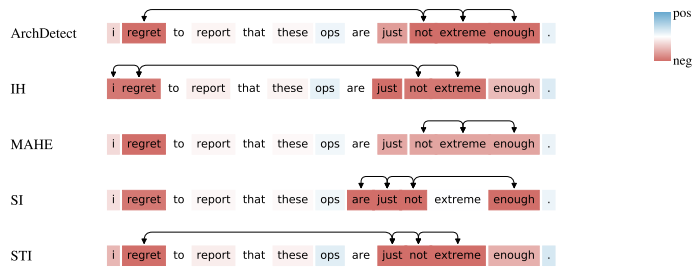 ArchDetect i regret to report that these ops are just not extreme enough . pos
neg
IH i regret to report that these ops are just not extreme enough .
MAHE i regret to report that these ops are just not extreme enough .
SI i regret to report that these ops are just not extreme enough .
STI i regret to report that these ops are just not extreme enough .